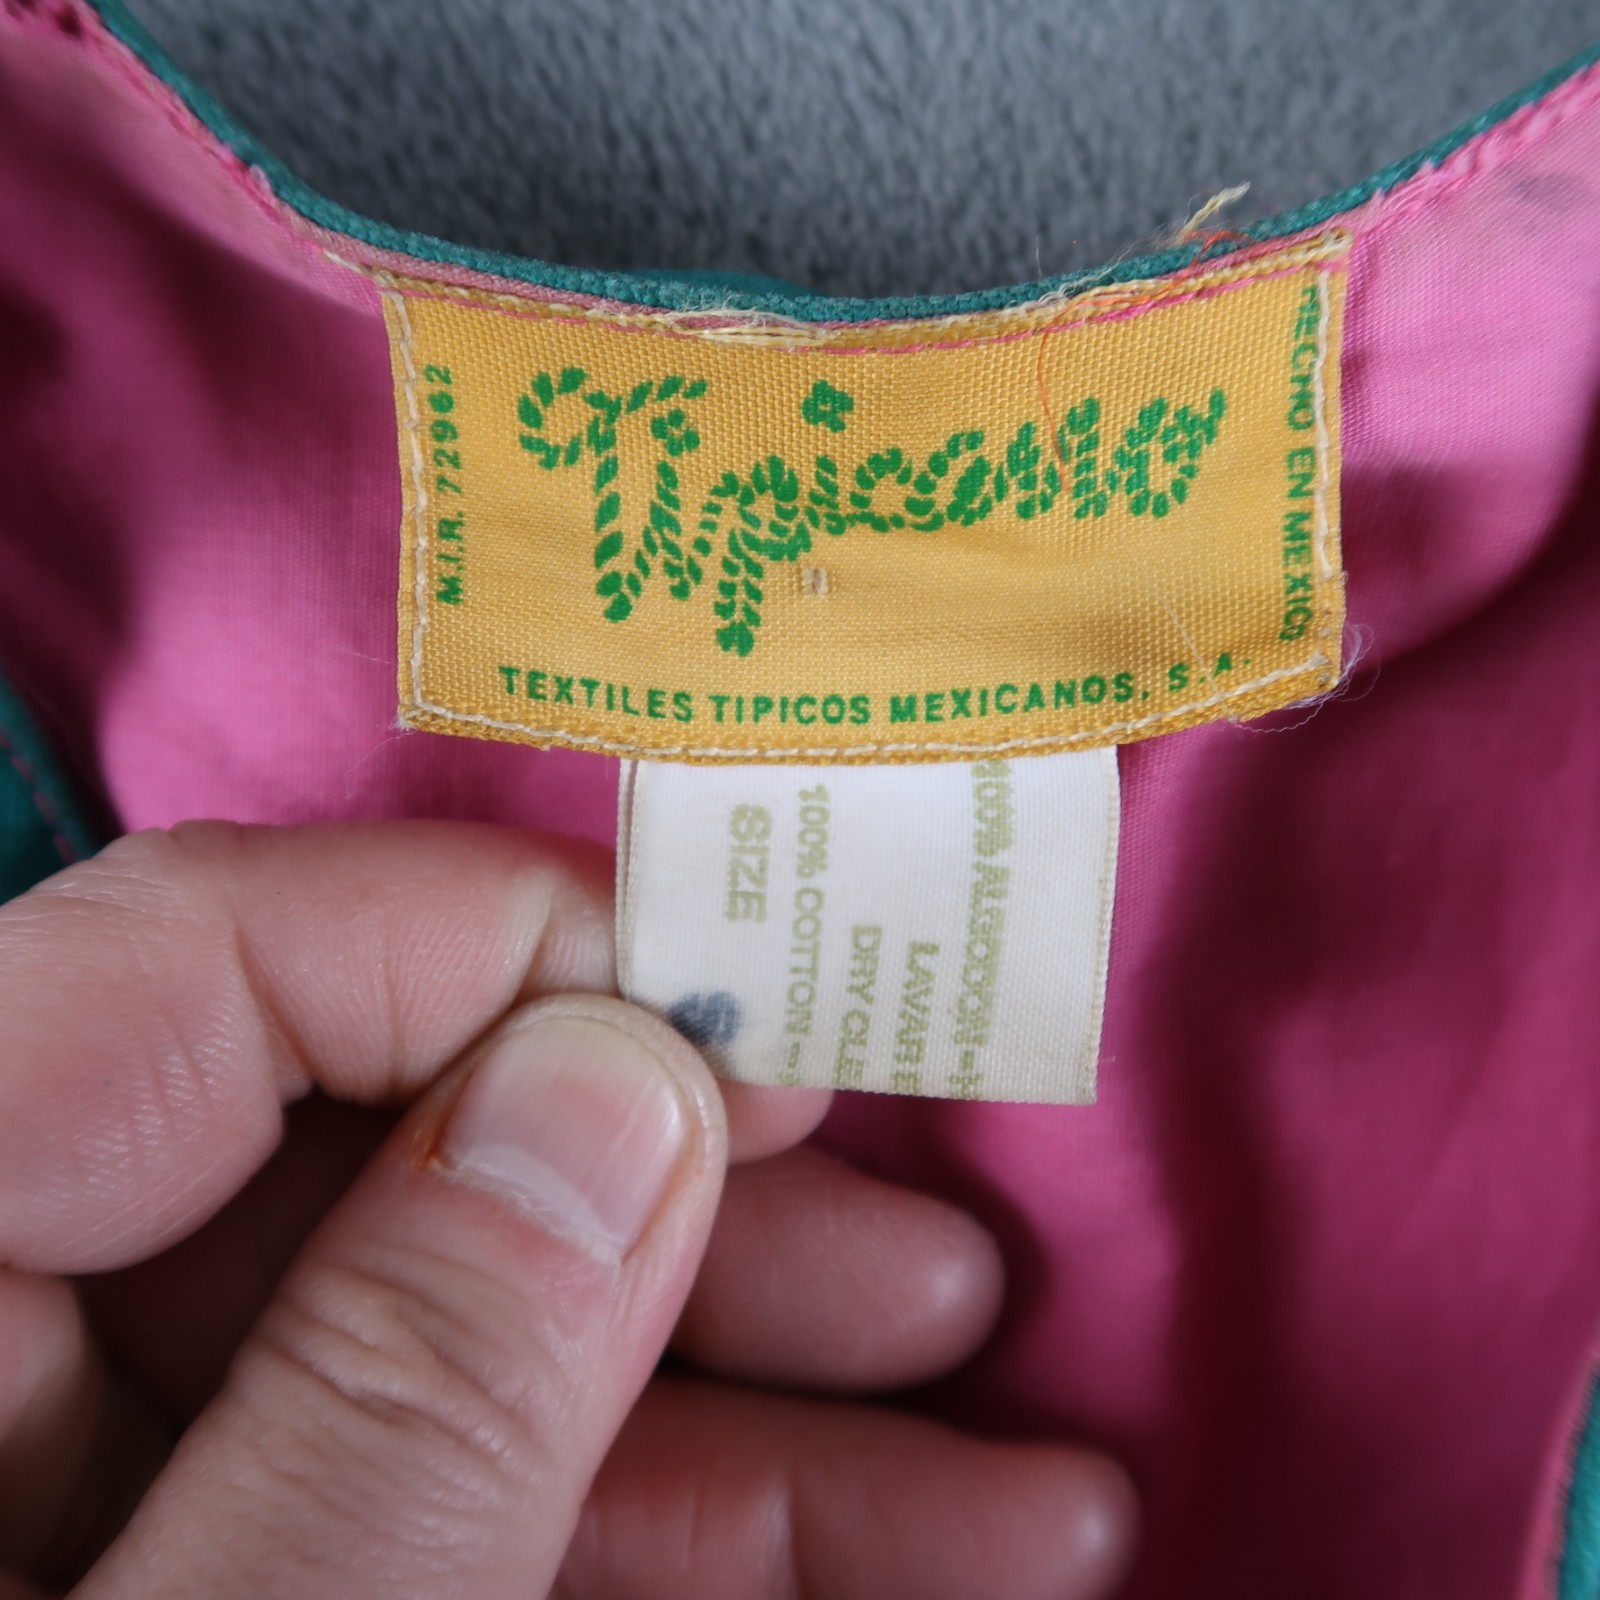 M.I.R. 72962
Tipicano
HECHO EN MEXICO
TEXTILES TIPICOS MEXICANOS, S.A.
100% ALGODON
LAVAR E
DRY CLE
100% COTTON
SIZE